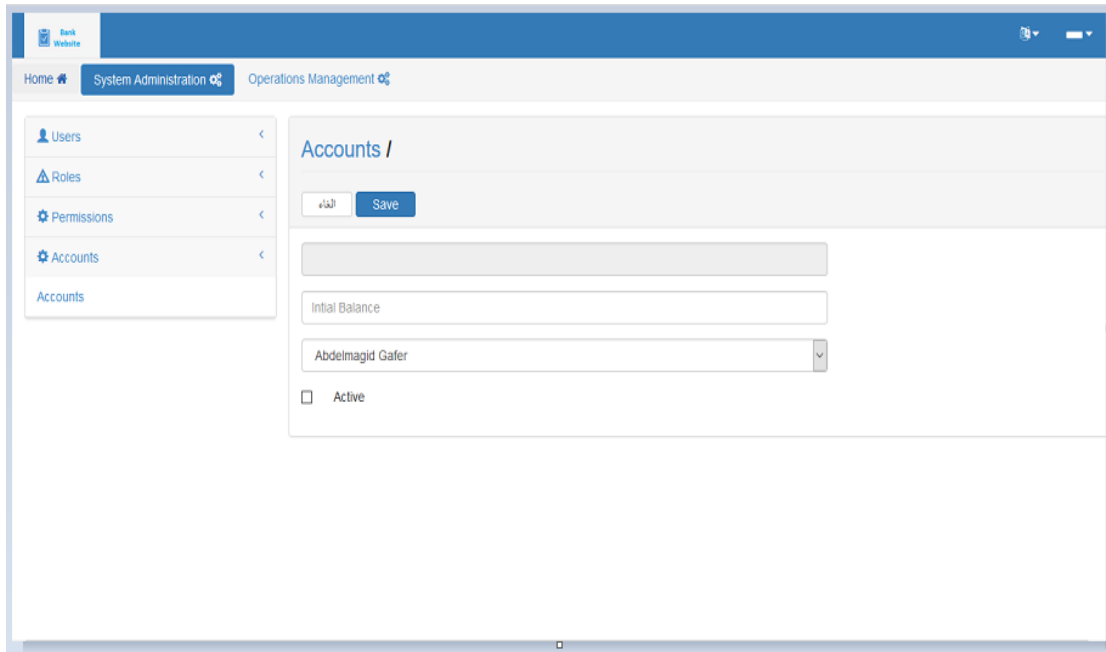 Bank
Website
Home
System Administration
Operations Management
Users
Roles
Permissions
Accounts
Accounts
Accounts /
الغاء
Save
Intial Balance
Abdelmagid Gafer
Active